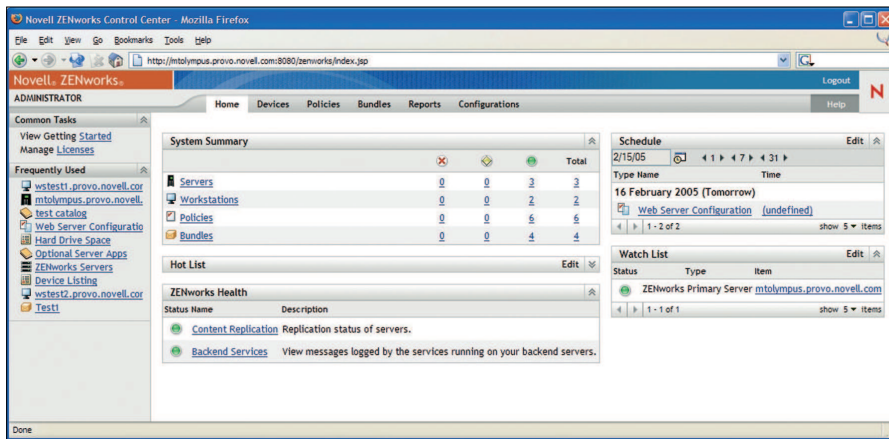 Novell ZENworks Control Center - Mozilla Firefox
File Edit View Go Bookmarks Tools Help
http://mtolympus.provo.novell.com:8080/zenworks/index.jsp
Novell® ZENworks®
Logout
N
ADMINISTRATOR
Home Devices Policies Bundles Reports Configurations
Help
Common Tasks
View Getting Started
Manage Licenses
Frequently Used
wstest1.provo.novell.cor
mtolympus.provo.novell.
test catalog
Web Server Configuratio
Hard Drive Space
Optional Server Apps
ZENworks Servers
Device Listing
wstest2.provo.novell.cor
Test1
System Summary
Total
Servers 0 0 3 3
Workstations 0 0 2 2
Policies 0 0 6 6
Bundles 0 0 4 4
Hot List Edit
ZENworks Health
Status Name Description
Content Replication Replication status of servers.
Backend Services View messages logged by the services running on your backend servers.
Schedule Edit
2/15/05 1 7 31
Type Name Time
16 February 2005 (Tomorrow)
Web Server Configuration (undefined)
1 - 2 of 2 show 5 items
Watch List Edit
Status Type Item
ZENworks Primary Server mtolympus.provo.novell.com
1 - 1 of 1 show 5 items
Done